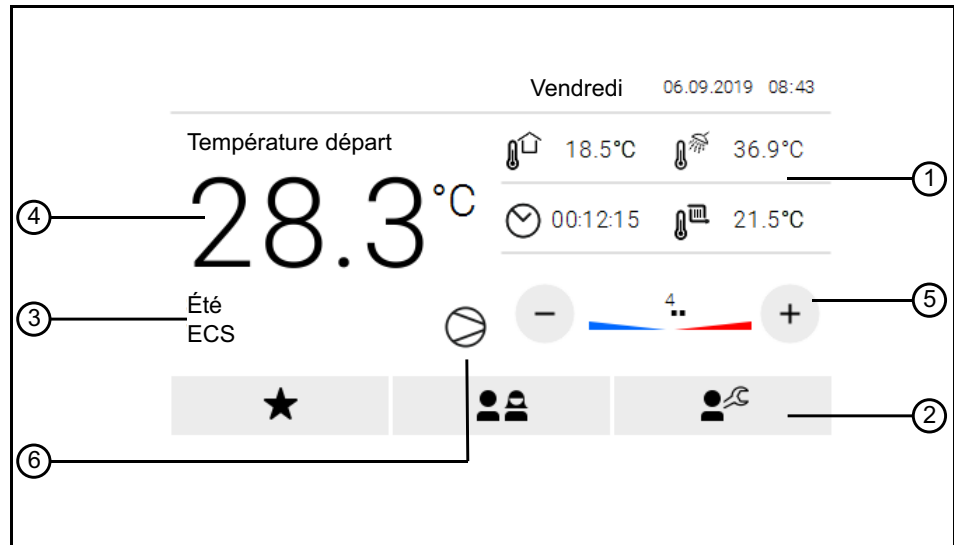 Vendredi 06.09.2019 08:43
Température départ
18.5°C 36.9°C
1
28.3°C
4
00:12:15 21.5°C
Été
ECS
3
− 4 +
5
2
6